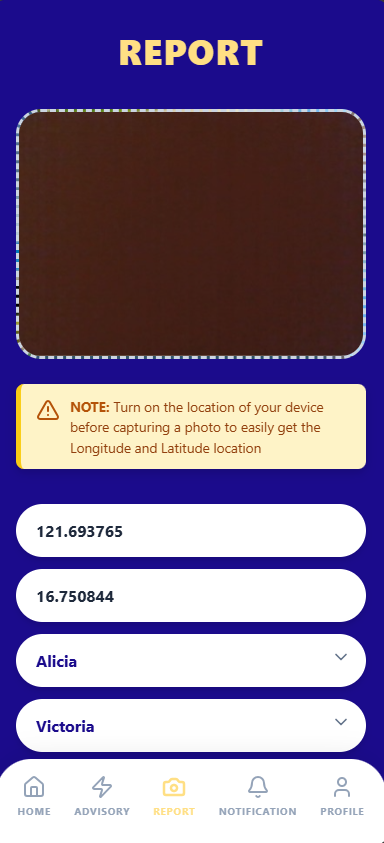 REPORT
NOTE: Turn on the location of your device
before capturing a photo to easily get the
Longitude and Latitude location
121.693765
16.750844
Alicia
Victoria
HOME
ADVISORY
REPORT
NOTIFICATION
PROFILE